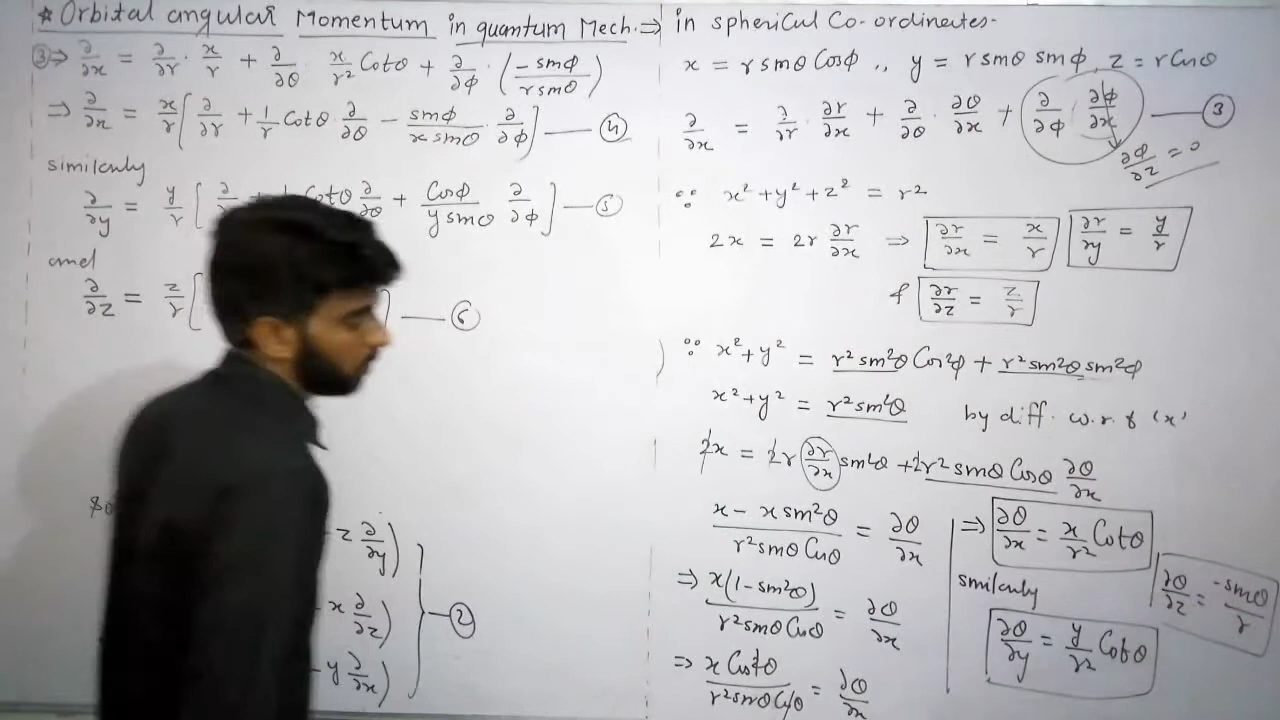 * Orbital angular Momentum in quantum Mech. ⇒ in sphericul Co-ordinates-
③⇒ ∂/∂x = ∂/∂r · x/r + ∂/∂θ x/r² Cotθ + ∂/∂ϕ · (-sinϕ/r sinθ)
⇒ ∂/∂x = x/r [∂/∂r + 1/r Cotθ · ∂/∂θ - sinϕ/x sinθ · ∂/∂ϕ] — ④
similarly
∂/∂y = y/r [ Cotθ ∂/∂θ + Cosϕ/y sinθ ∂/∂ϕ] — ⑤
and
∂/∂z = z/r [ ] — ⑥
z ∂/∂y)
x ∂/∂z) — ②
- y ∂/∂x)
x = r sinθ Cosϕ ,, y = r sinθ sinϕ, z = r Cosθ
∂/∂x = ∂/∂r · ∂r/∂x + ∂/∂θ · ∂θ/∂x + ∂/∂ϕ · ∂ϕ/∂x — ③
∂ϕ/∂z = 0
∵ x² + y² + z² = r²
2x = 2r ∂r/∂x ⇒ ∂r/∂x = x/r ∂r/∂y = y/r
& ∂r/∂z = z/r
∵ x² + y² = r² sin²θ Cos²ϕ + r² sin²θ sin²ϕ
x² + y² = r² sin²θ by diff. w.r.t 'x'
2x = 2r ∂r/∂x sin²θ + 2r² sinθ Cosθ ∂θ/∂x
x - x sin²θ/r² sinθ Cosθ = ∂θ/∂x
⇒ x(1 - sin²θ)/r² sinθ Cosθ = ∂θ/∂x
⇒ x Cos²θ/r² sinθ Cosθ = ∂θ/∂x
⇒ ∂θ/∂x = x/r² Cotθ
similarly
∂θ/∂y = y/r² Cotθ
∂θ/∂z = -sinθ/r